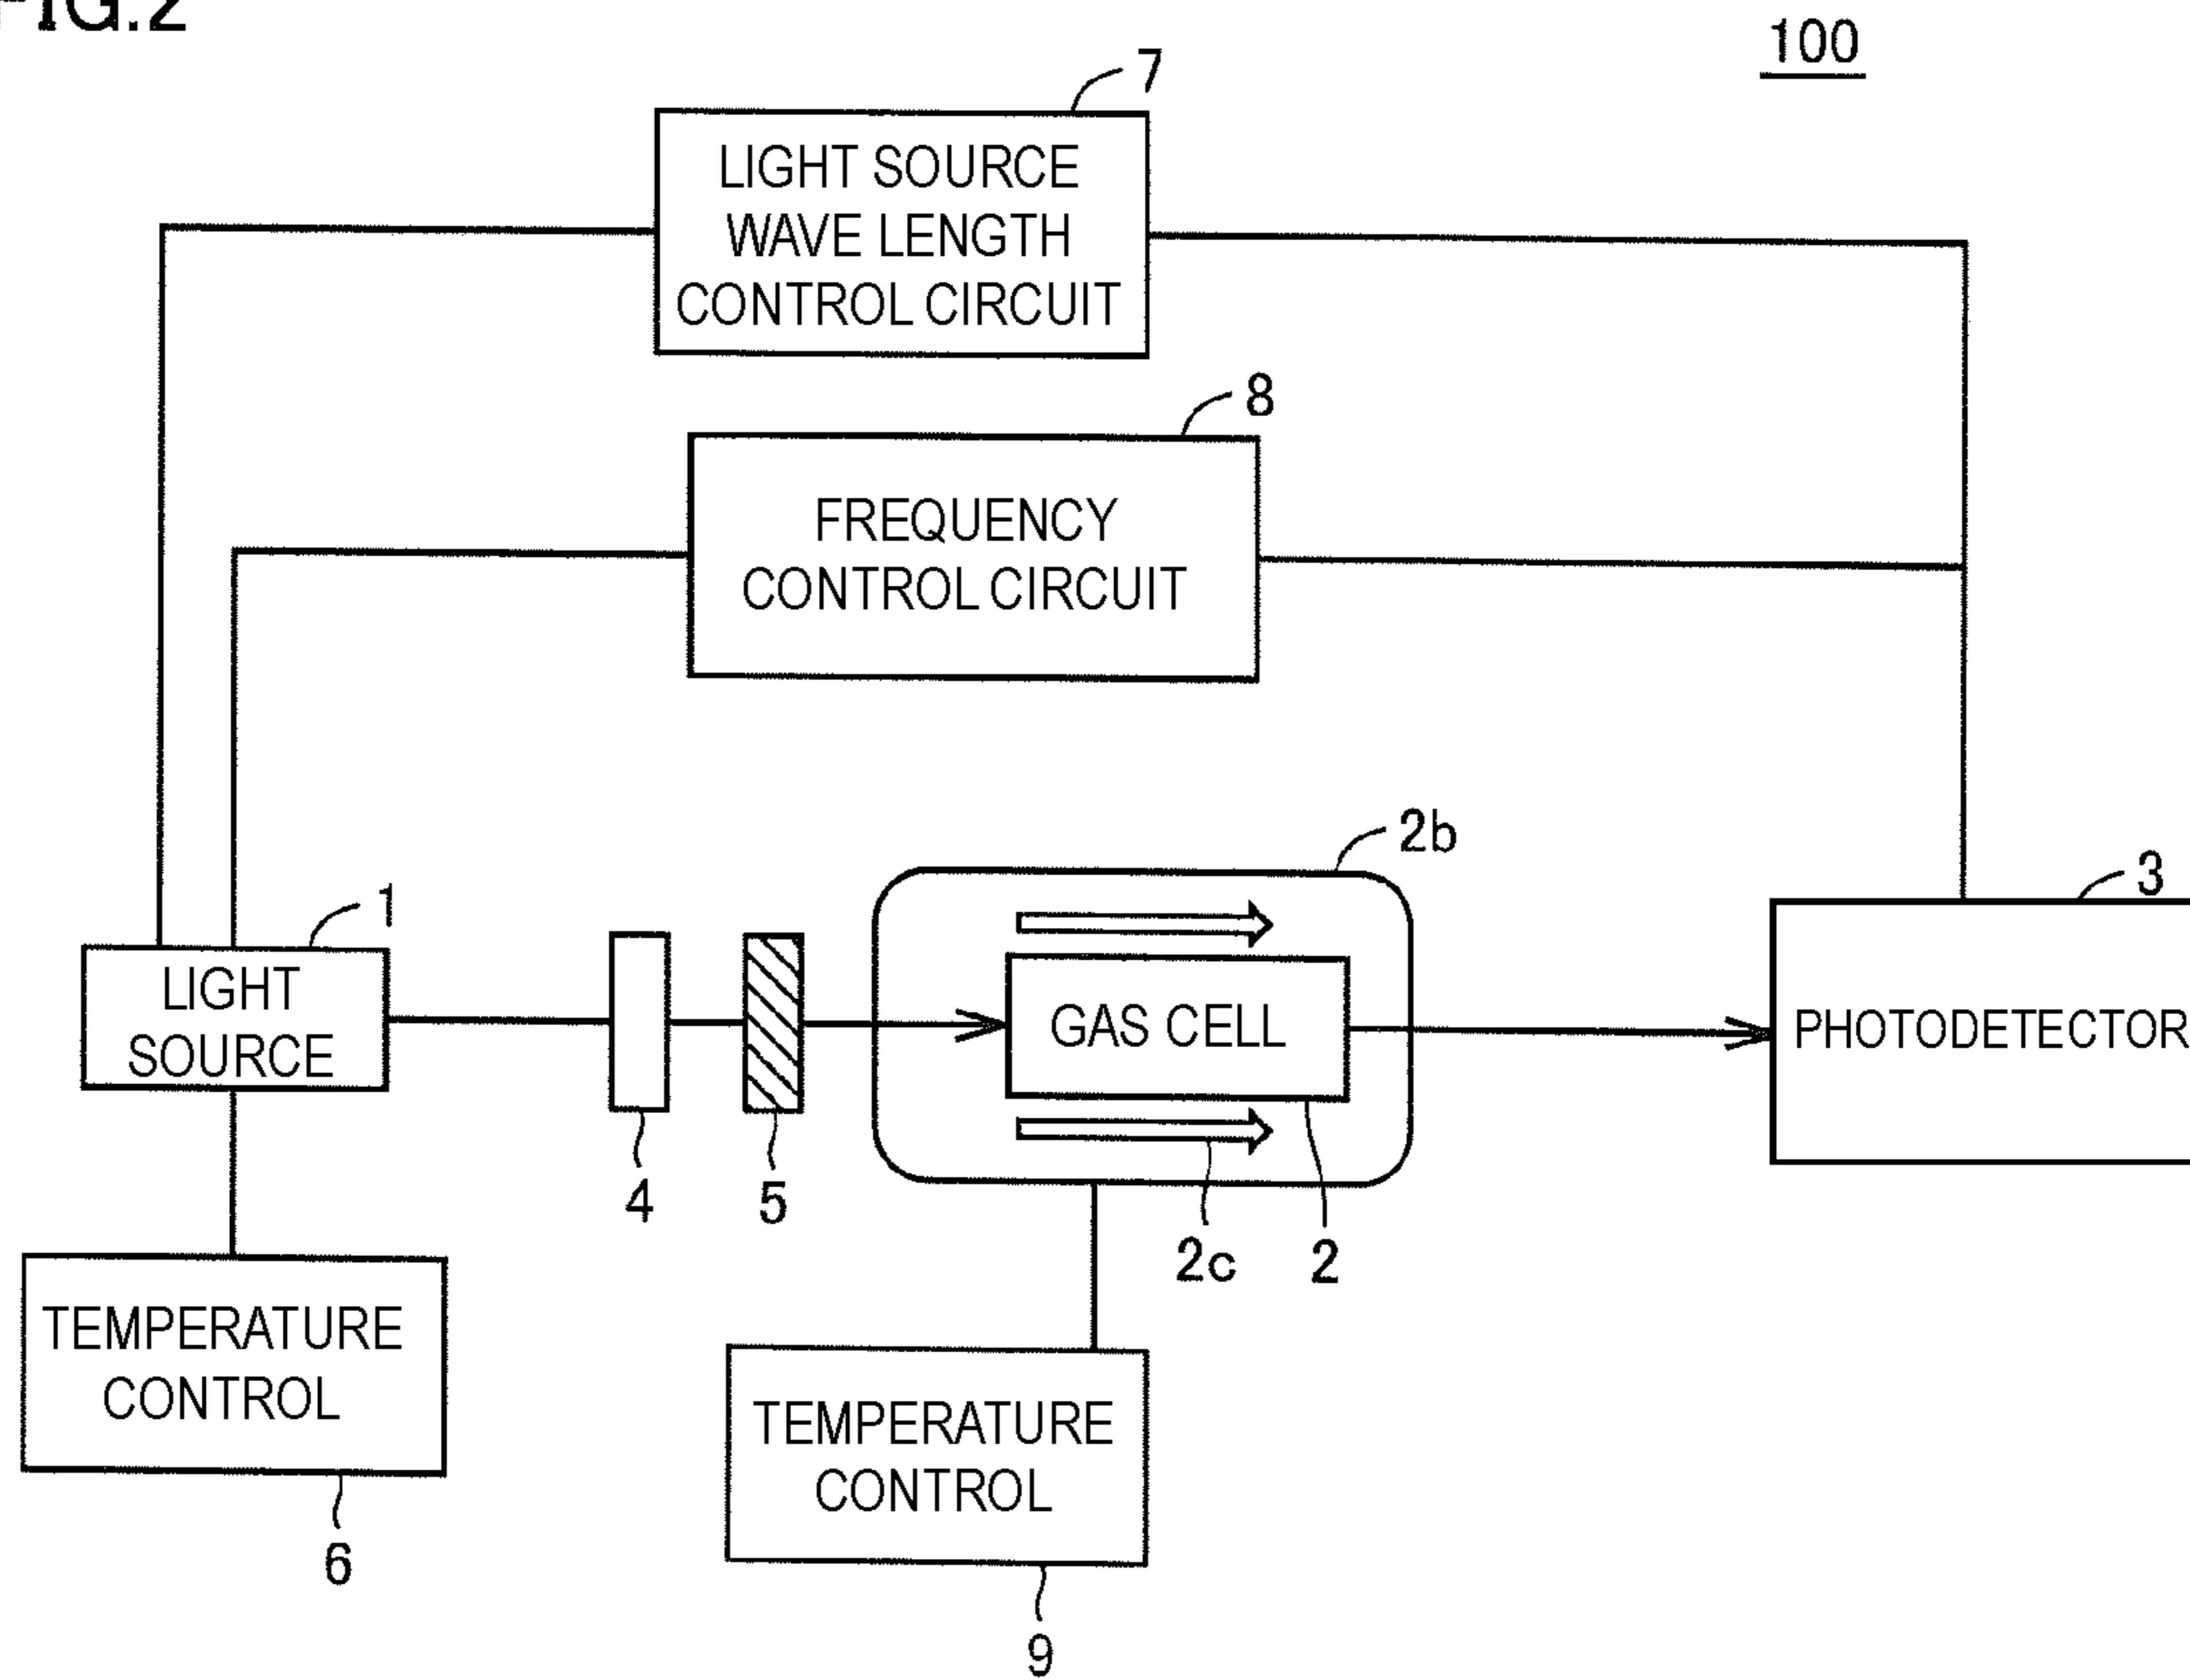 FIG.2
100
7
LIGHT SOURCE
WAVE LENGTH
CONTROL CIRCUIT
8
FREQUENCY
CONTROL CIRCUIT
2b
1
3
LIGHT
SOURCE
GAS CELL
PHOTODETECTOR
4
5
2c
2
TEMPERATURE
CONTROL
6
TEMPERATURE
CONTROL
9